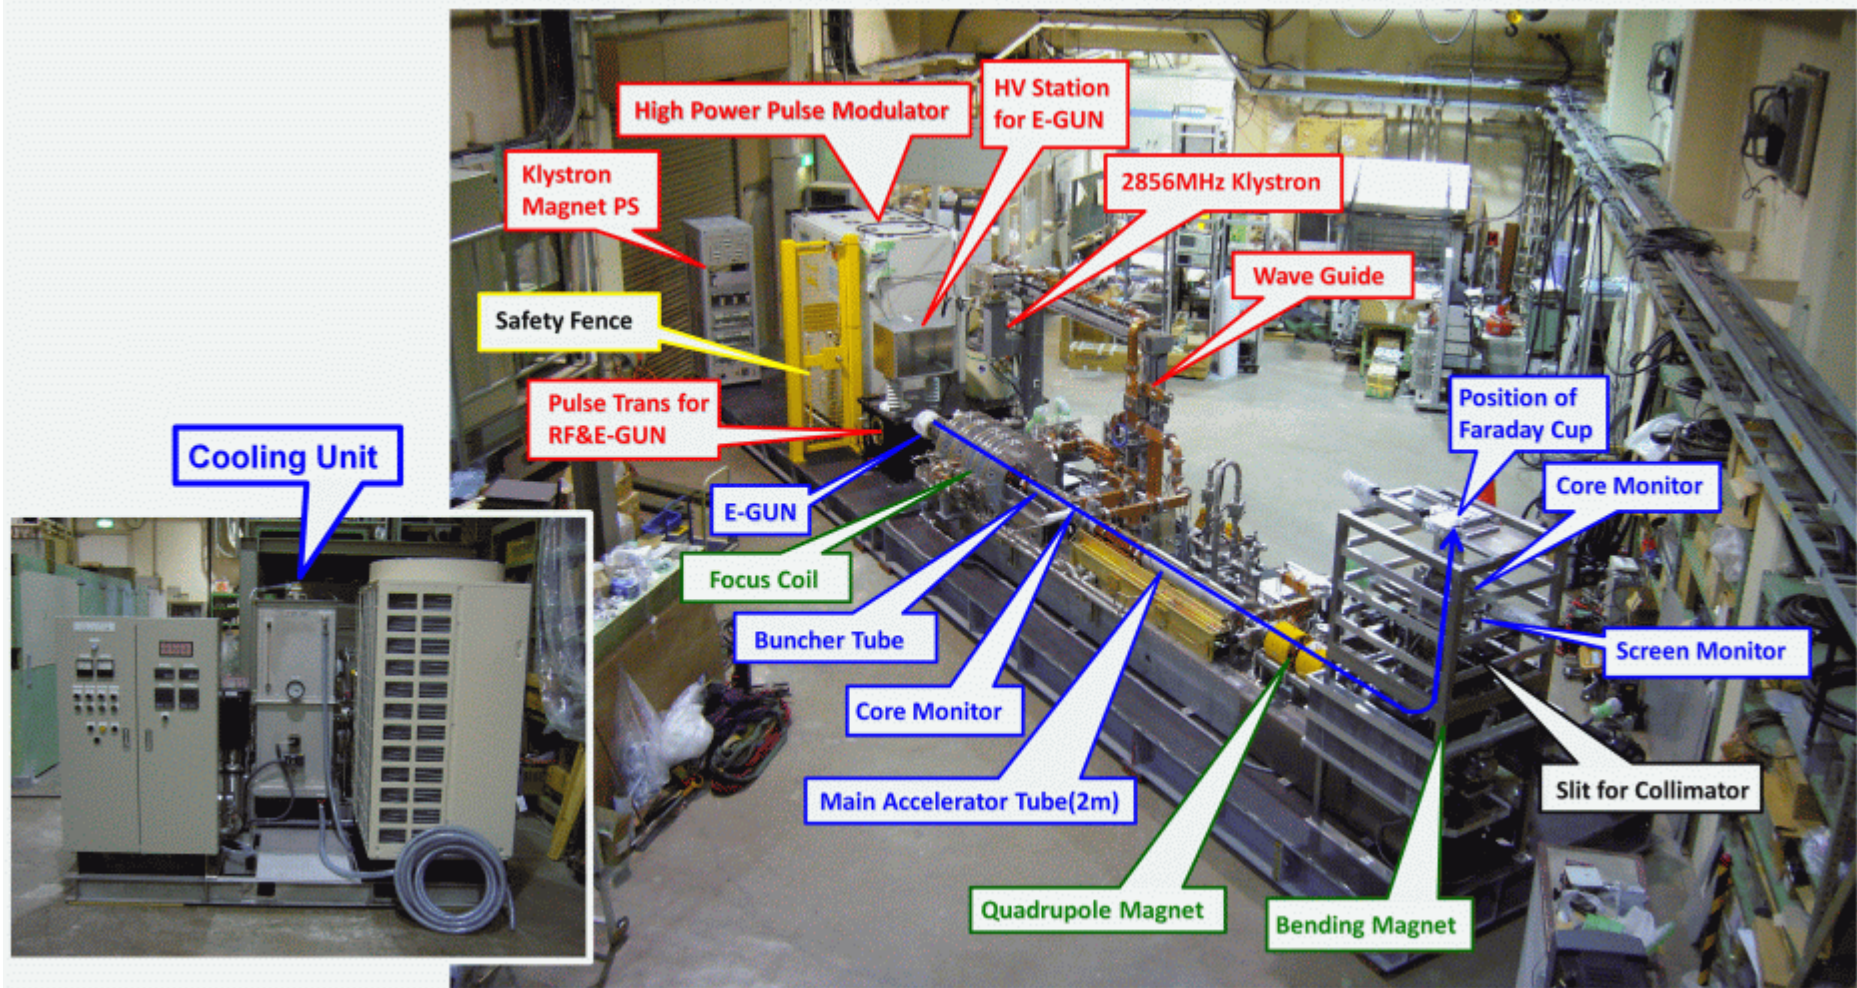 HV Station
for E-GUN
High Power Pulse Modulator
Klystron
Magnet PS
2856MHz Klystron
Wave Guide
Safety Fence
Pulse Trans for
RF&E-GUN
Position of
Faraday Cup
Cooling Unit
Core Monitor
E-GUN
Focus Coil
Buncher Tube
Screen Monitor
Core Monitor
Main Accelerator Tube(2m)
Slit for Collimator
Quadrupole Magnet
Bending Magnet